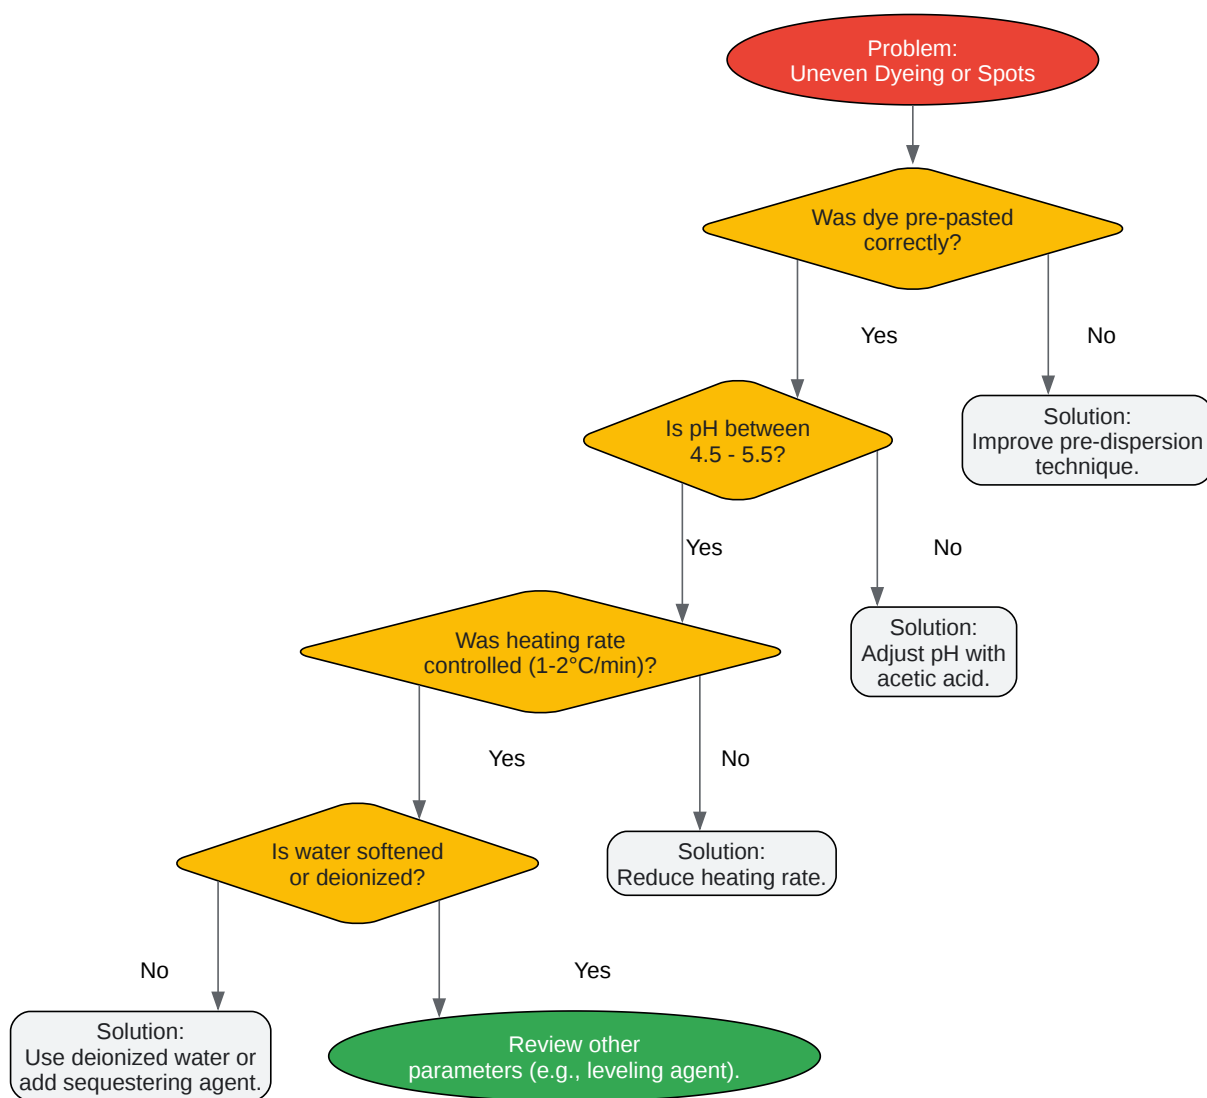 Problem:
Uneven Dyeing or Spots
Was dye pre-pasted
correctly?
Yes
No
Is pH between
4.5 - 5.5?
Solution:
Improve pre-dispersion
technique.
Yes
No
Was heating rate
controlled (1-2°C/min)?
Solution:
Adjust pH with
acetic acid.
Yes
No
Is water softened
or deionized?
Solution:
Reduce heating rate.
No
Yes
Solution:
Use deionized water or
add sequestering agent.
Review other
parameters (e.g., leveling agent).